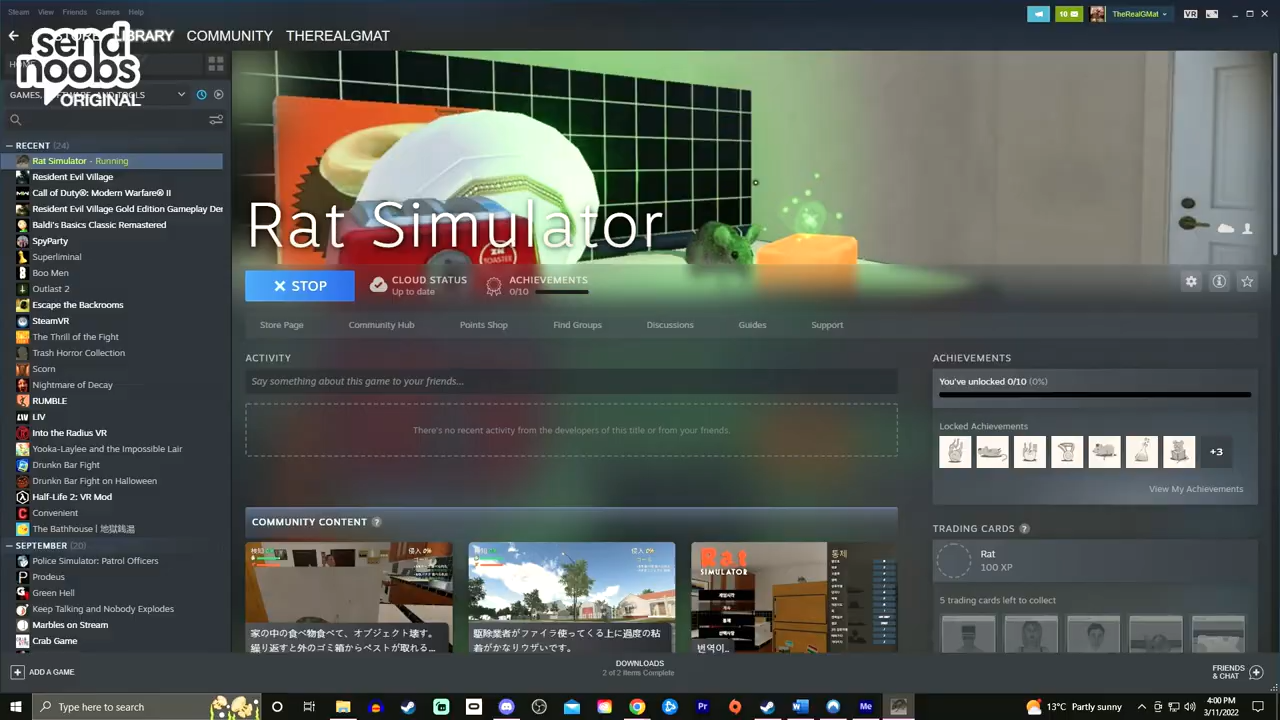 Steam View Friends Games Help
10
TheRealGMat
VR
STORE LIBRARY COMMUNITY THEREALGMAT
send
noobs
ORIGINAL
RECENT (24)
Rat Simulator - Running
Resident Evil Village
Call of Duty®: Modern Warfare® II
Resident Evil Village Gold Edition Gameplay Der
Baldi's Basics Classic Remastered
SpyParty
Superliminal
Boo Men
Outlast 2
Escape the Backrooms
SteamVR
The Thrill of the Fight
Trash Horror Collection
Scorn
Nightmare of Decay
RUMBLE
LIV
Into the Radius VR
Yooka-Laylee and the Impossible Lair
Drunkn Bar Fight
Drunkn Bar Fight on Halloween
Half-Life 2: VR Mod
Convenient
The Bathhouse | 地獄銭湯
SEPTEMBER (20)
Police Simulator: Patrol Officers
Prodeus
Green Hell
Keep Talking and Nobody Explodes
Marbles on Stream
Crab Game
ADD A GAME
Rat Simulator
TOASTER
STOP
CLOUD STATUS
Up to date
ACHIEVEMENTS
0/10
Store Page Community Hub Points Shop Find Groups Discussions Guides Support
ACTIVITY
Say something about this game to your friends...
There's no recent activity from the developers of this title or from your friends.
COMMUNITY CONTENT ?
家の中の食べ物食べて、オブジェクト壊す。
繰り返すと外のゴミ箱からベストが取れる...
駆除業者がファイラ使ってくる上に過度の粘
着がかなりウザいです。
Rat
SIMULATOR
통제
번역이..
ACHIEVEMENTS
You've unlocked 0/10 (0%)
Locked Achievements
+3
View My Achievements
TRADING CARDS ?
Rat
100 XP
5 trading cards left to collect
DOWNLOADS
2 of 2 Items Complete
FRIENDS
& CHAT
Type here to search
Pr
Me
13°C Partly sunny
4:00 PM
3/11/2022